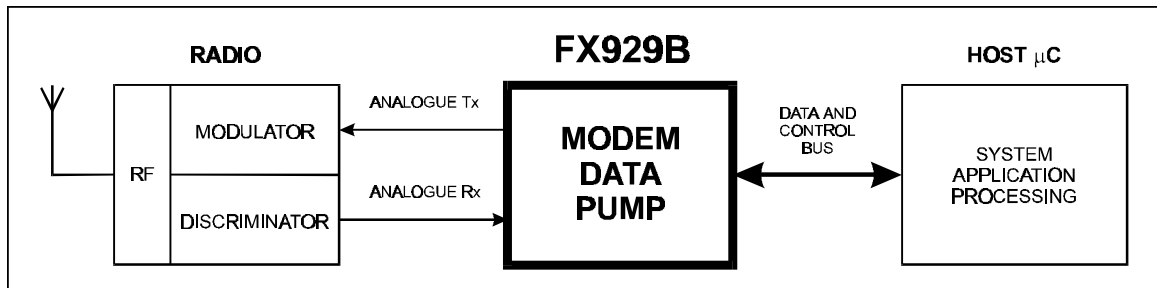 RADIO
FX929B
HOST μC
RF
MODULATOR
DISCRIMINATOR
ANALOGUE Tx
ANALOGUE Rx
MODEM
DATA
PUMP
DATA AND
CONTROL
BUS
SYSTEM
APPLICATION
PROCESSING